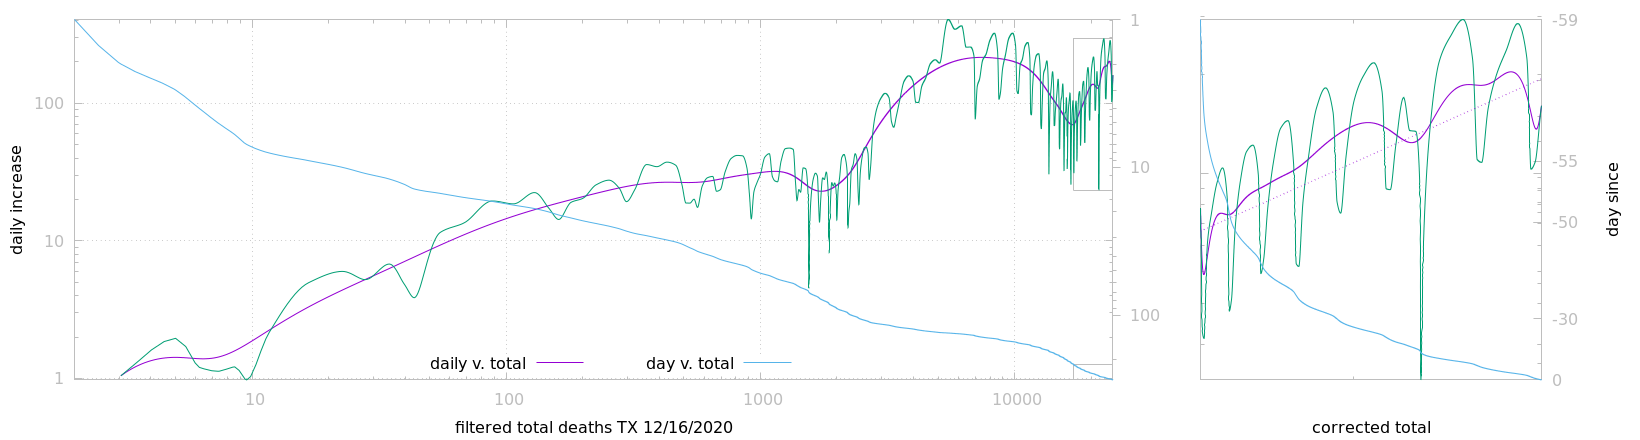 daily increase
100
10
1
10
100
1000
10000
1
10
100
daily v. total
day v. total
filtered total deaths TX 12/16/2020
-59
-55
-50
-30
0
day since
corrected total